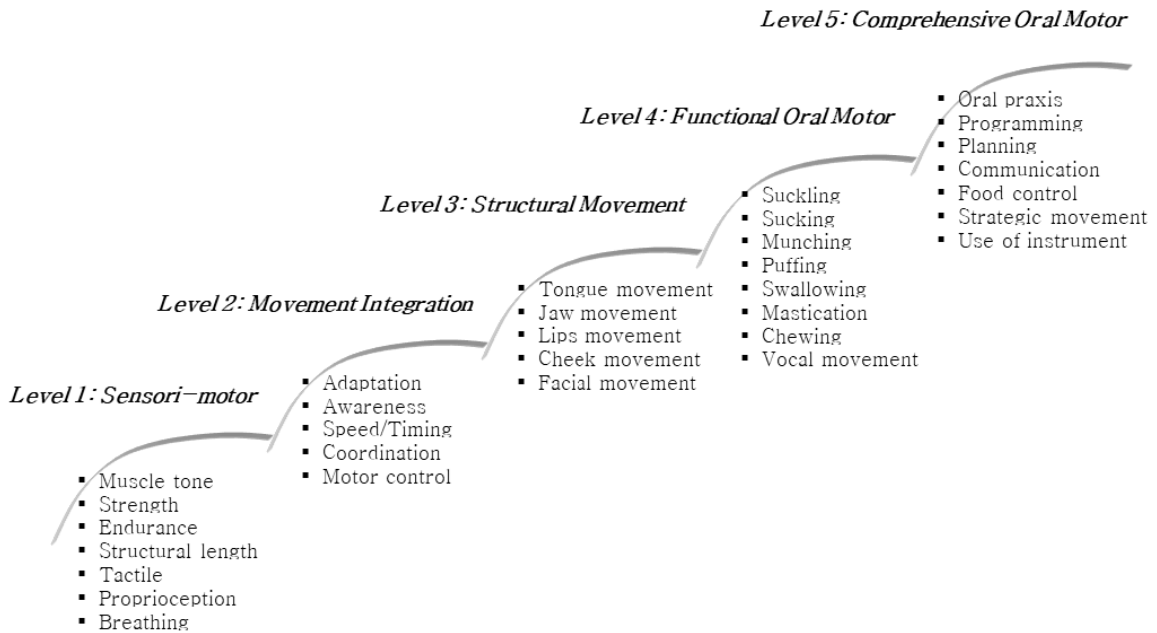 Level 5: Comprehensive Oral Motor
▪ Oral praxis
▪ Programming
▪ Planning
▪ Communication
▪ Food control
▪ Strategic movement
▪ Use of instrument
Level 4: Functional Oral Motor
▪ Suckling
▪ Sucking
▪ Munching
▪ Puffing
▪ Swallowing
▪ Mastication
▪ Chewing
▪ Vocal movement
Level 3: Structural Movement
▪ Tongue movement
▪ Jaw movement
▪ Lips movement
▪ Cheek movement
▪ Facial movement
Level 2: Movement Integration
▪ Adaptation
▪ Awareness
▪ Speed/Timing
▪ Coordination
▪ Motor control
Level 1: Sensori-motor
▪ Muscle tone
▪ Strength
▪ Endurance
▪ Structural length
▪ Tactile
▪ Proprioception
▪ Breathing